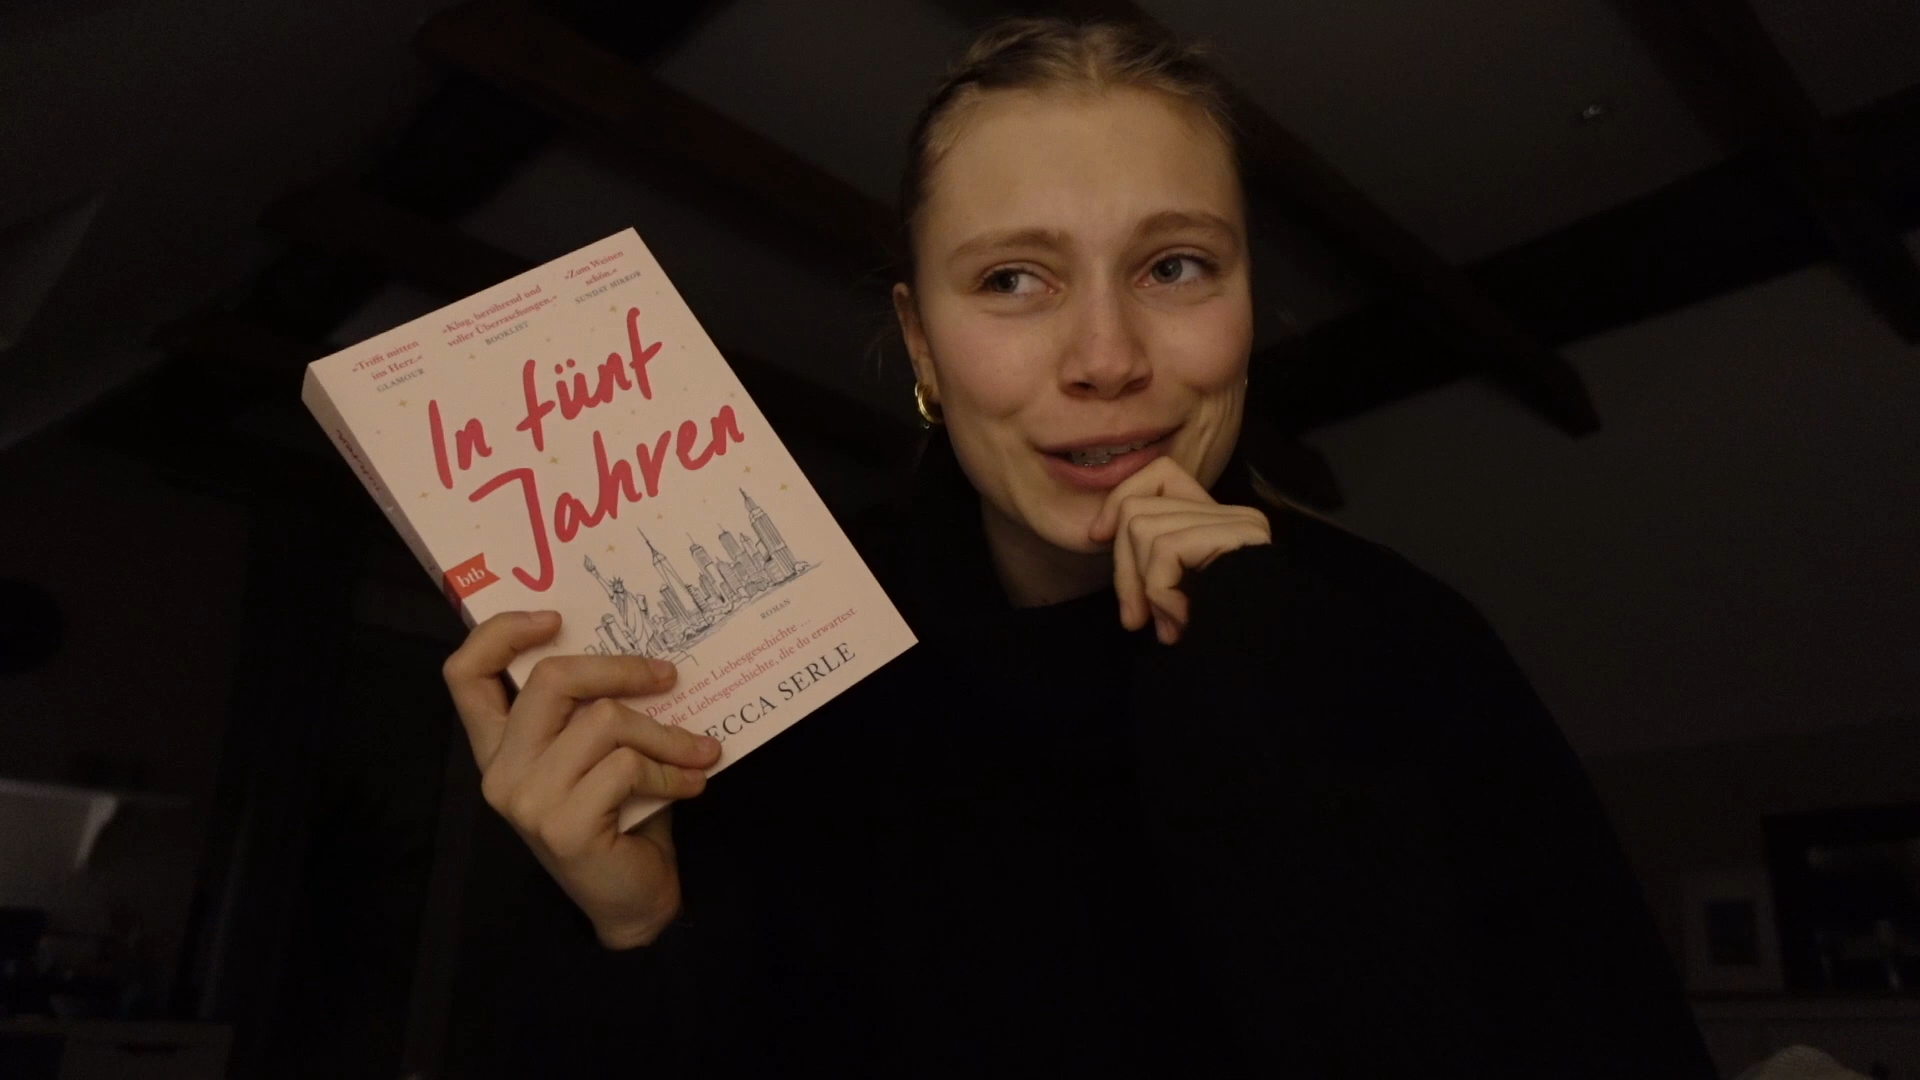 »Trifft mitten
ins Herz.«
GLAMOUR
»Klug, berührend und
voller Überraschungen.«
BOOKLIST
»Zum Weinen
schön.«
SUNDAY MIRROR
In fünf
Jahren
btb
ROMAN
Dies ist eine Liebesgeschichte ...
die Liebesgeschichte, die du erwartest.
ECCA SERLE